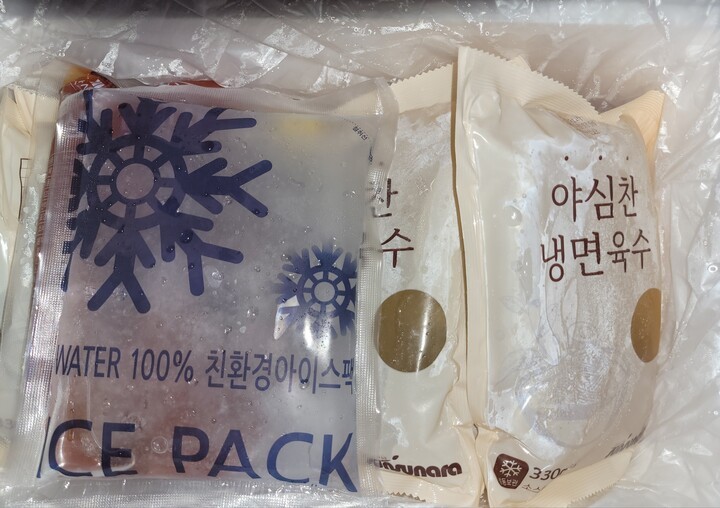 WATER 100% 친환경아이스팩
ICE PACK
찬
수
야심찬
냉면육수
330g